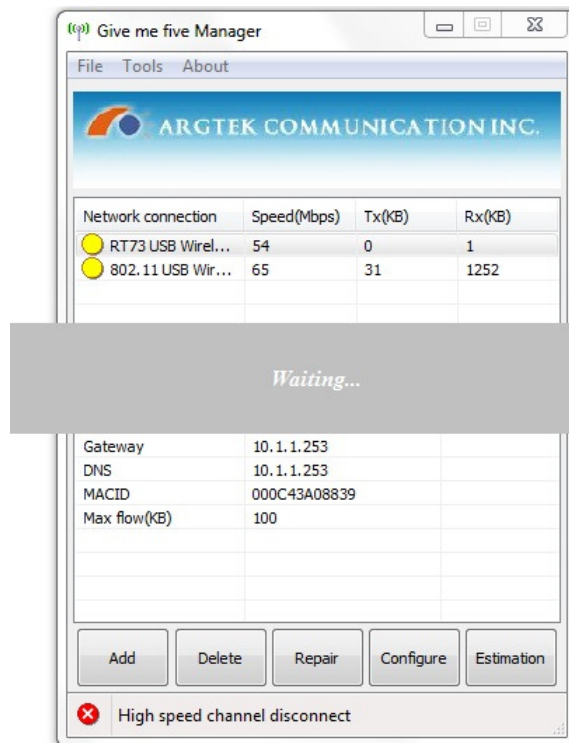 Give me five Manager
File Tools About
ARGTEK COMMUNICATION INC.
Network connection Speed(Mbps) Tx(KB) Rx(KB)
RT73 USB Wirel... 54 0 1
802.11 USB Wir... 65 31 1252
Waiting...
Gateway 10.1.1.253
DNS 10.1.1.253
MACID 000C43A08839
Max flow(KB) 100
Add Delete Repair Configure Estimation
High speed channel disconnect